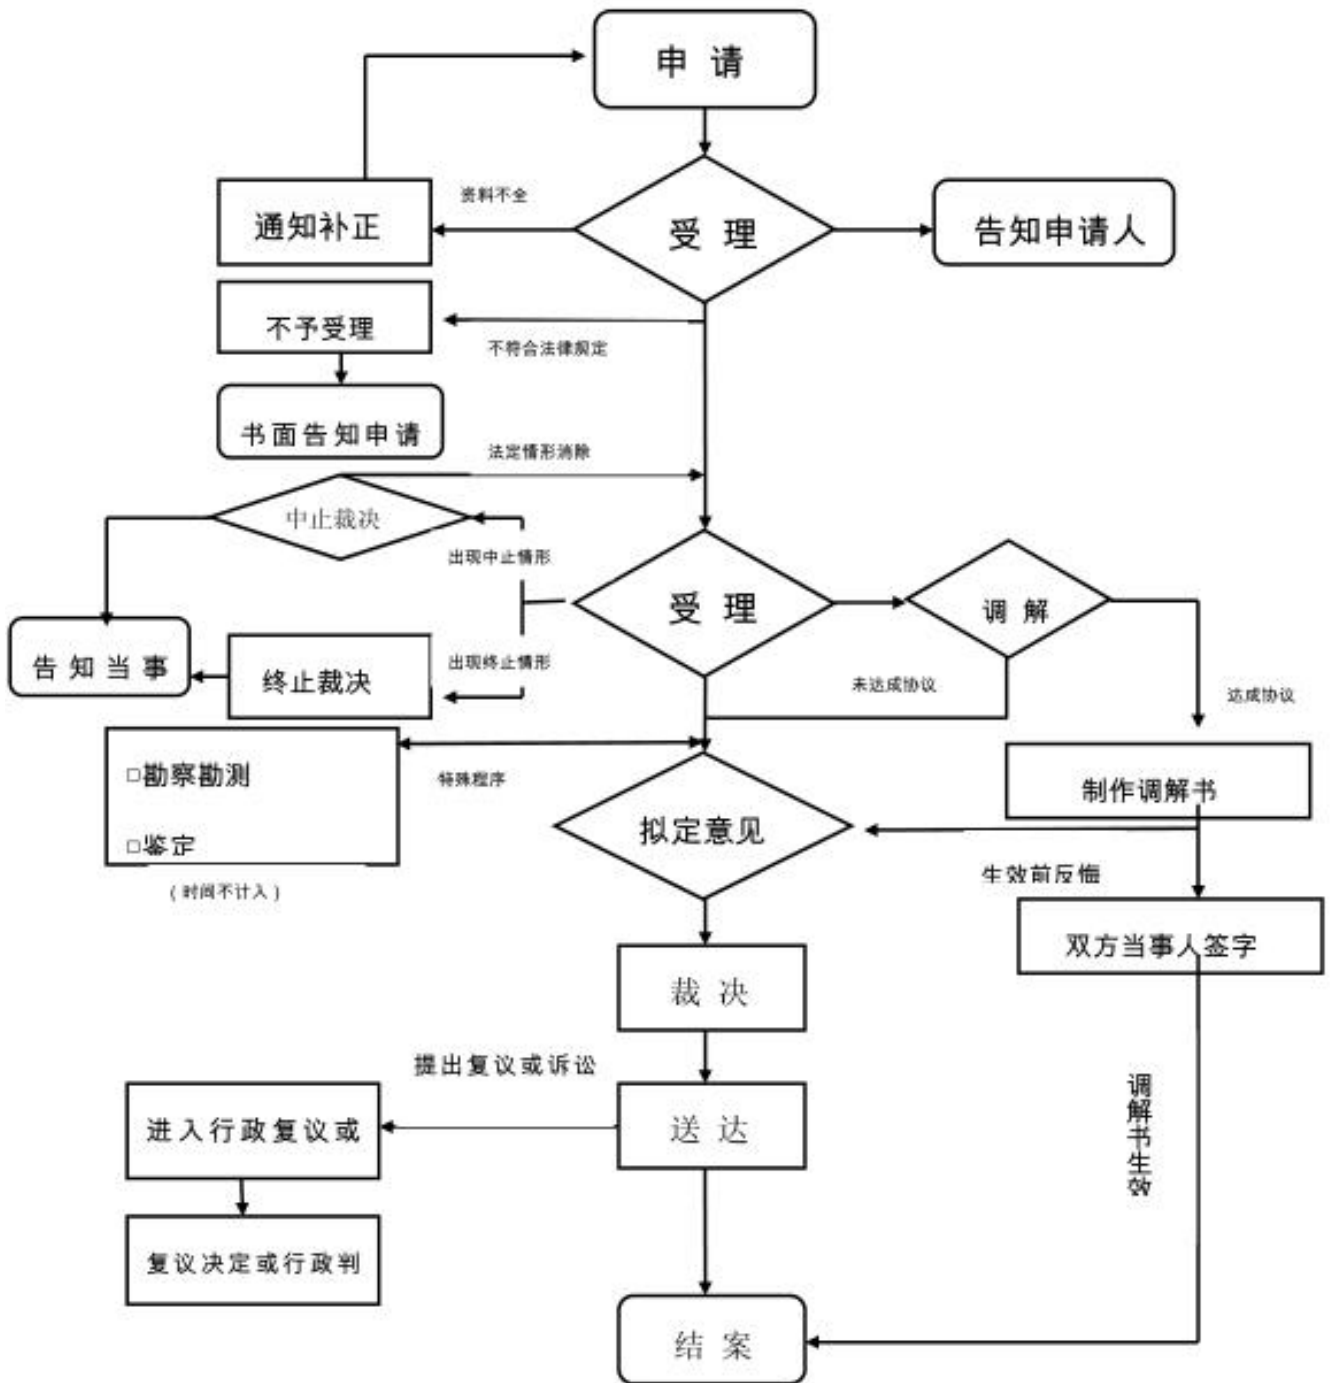 申 请
资料不全
通知补正
受 理
告知申请人
不予受理
不符合法律规定
书面告知申请
法定情形消除
中止裁决
出现中止情形
受 理
调 解
告 知 当 事
终止裁决
出现终止情形
未达成协议
达成协议
□勘察勘测
特殊程序
制作调解书
拟定意见
□鉴定
（时间不计入）
生效前反悔
双方当事人签字
裁 决
提出复议或诉讼
调解书生效
进入行政复议或
送 达
复议决定或行政判
结 案